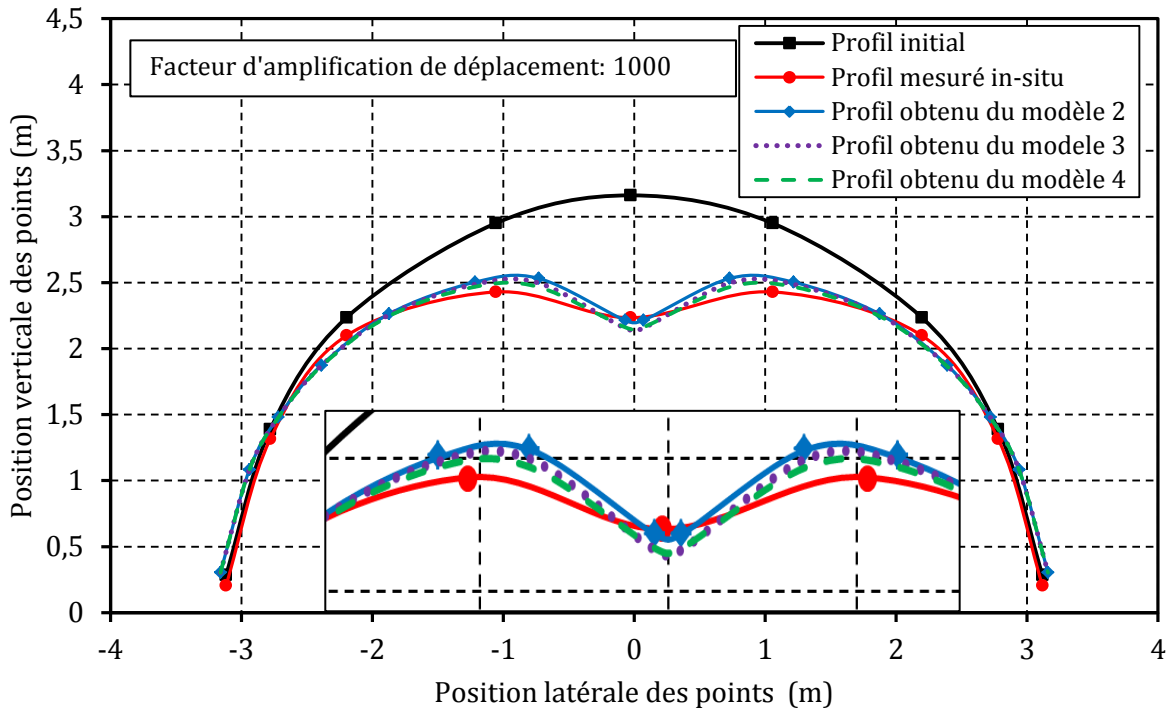 4,5
4
3,5
3
2,5
2
1,5
1
0,5
0
Position verticale des points (m)
Facteur d'amplification de déplacement: 1000
Profil initial
Profil mesuré in-situ
Profil obtenu du modèle 2
Profil obtenu du modele 3
Profil obtenu du modèle 4
-4 -3 -2 -1 0 1 2 3 4
Position latérale des points (m)